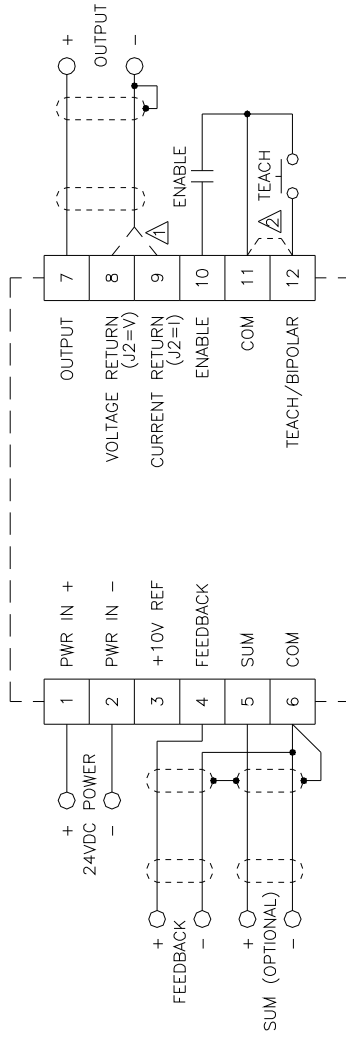 +
24VDC POWER
-
+
FEEDBACK
-
+
SUM (OPTIONAL)
-
1
PWR IN +
2
PWR IN -
3
+10V REF
4
FEEDBACK
5
SUM
6
COM
OUTPUT
7
VOLTAGE RETURN
(J2=V)
8
CURRENT RETURN
(J2=I)
9
ENABLE
10
COM
11
TEACH/BIPOLAR
12
+
OUTPUT
-
1
ENABLE
TEACH
2